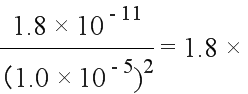 1.8 × 10⁻¹¹
(1.0 × 10⁻⁵)² = 1.8 ×